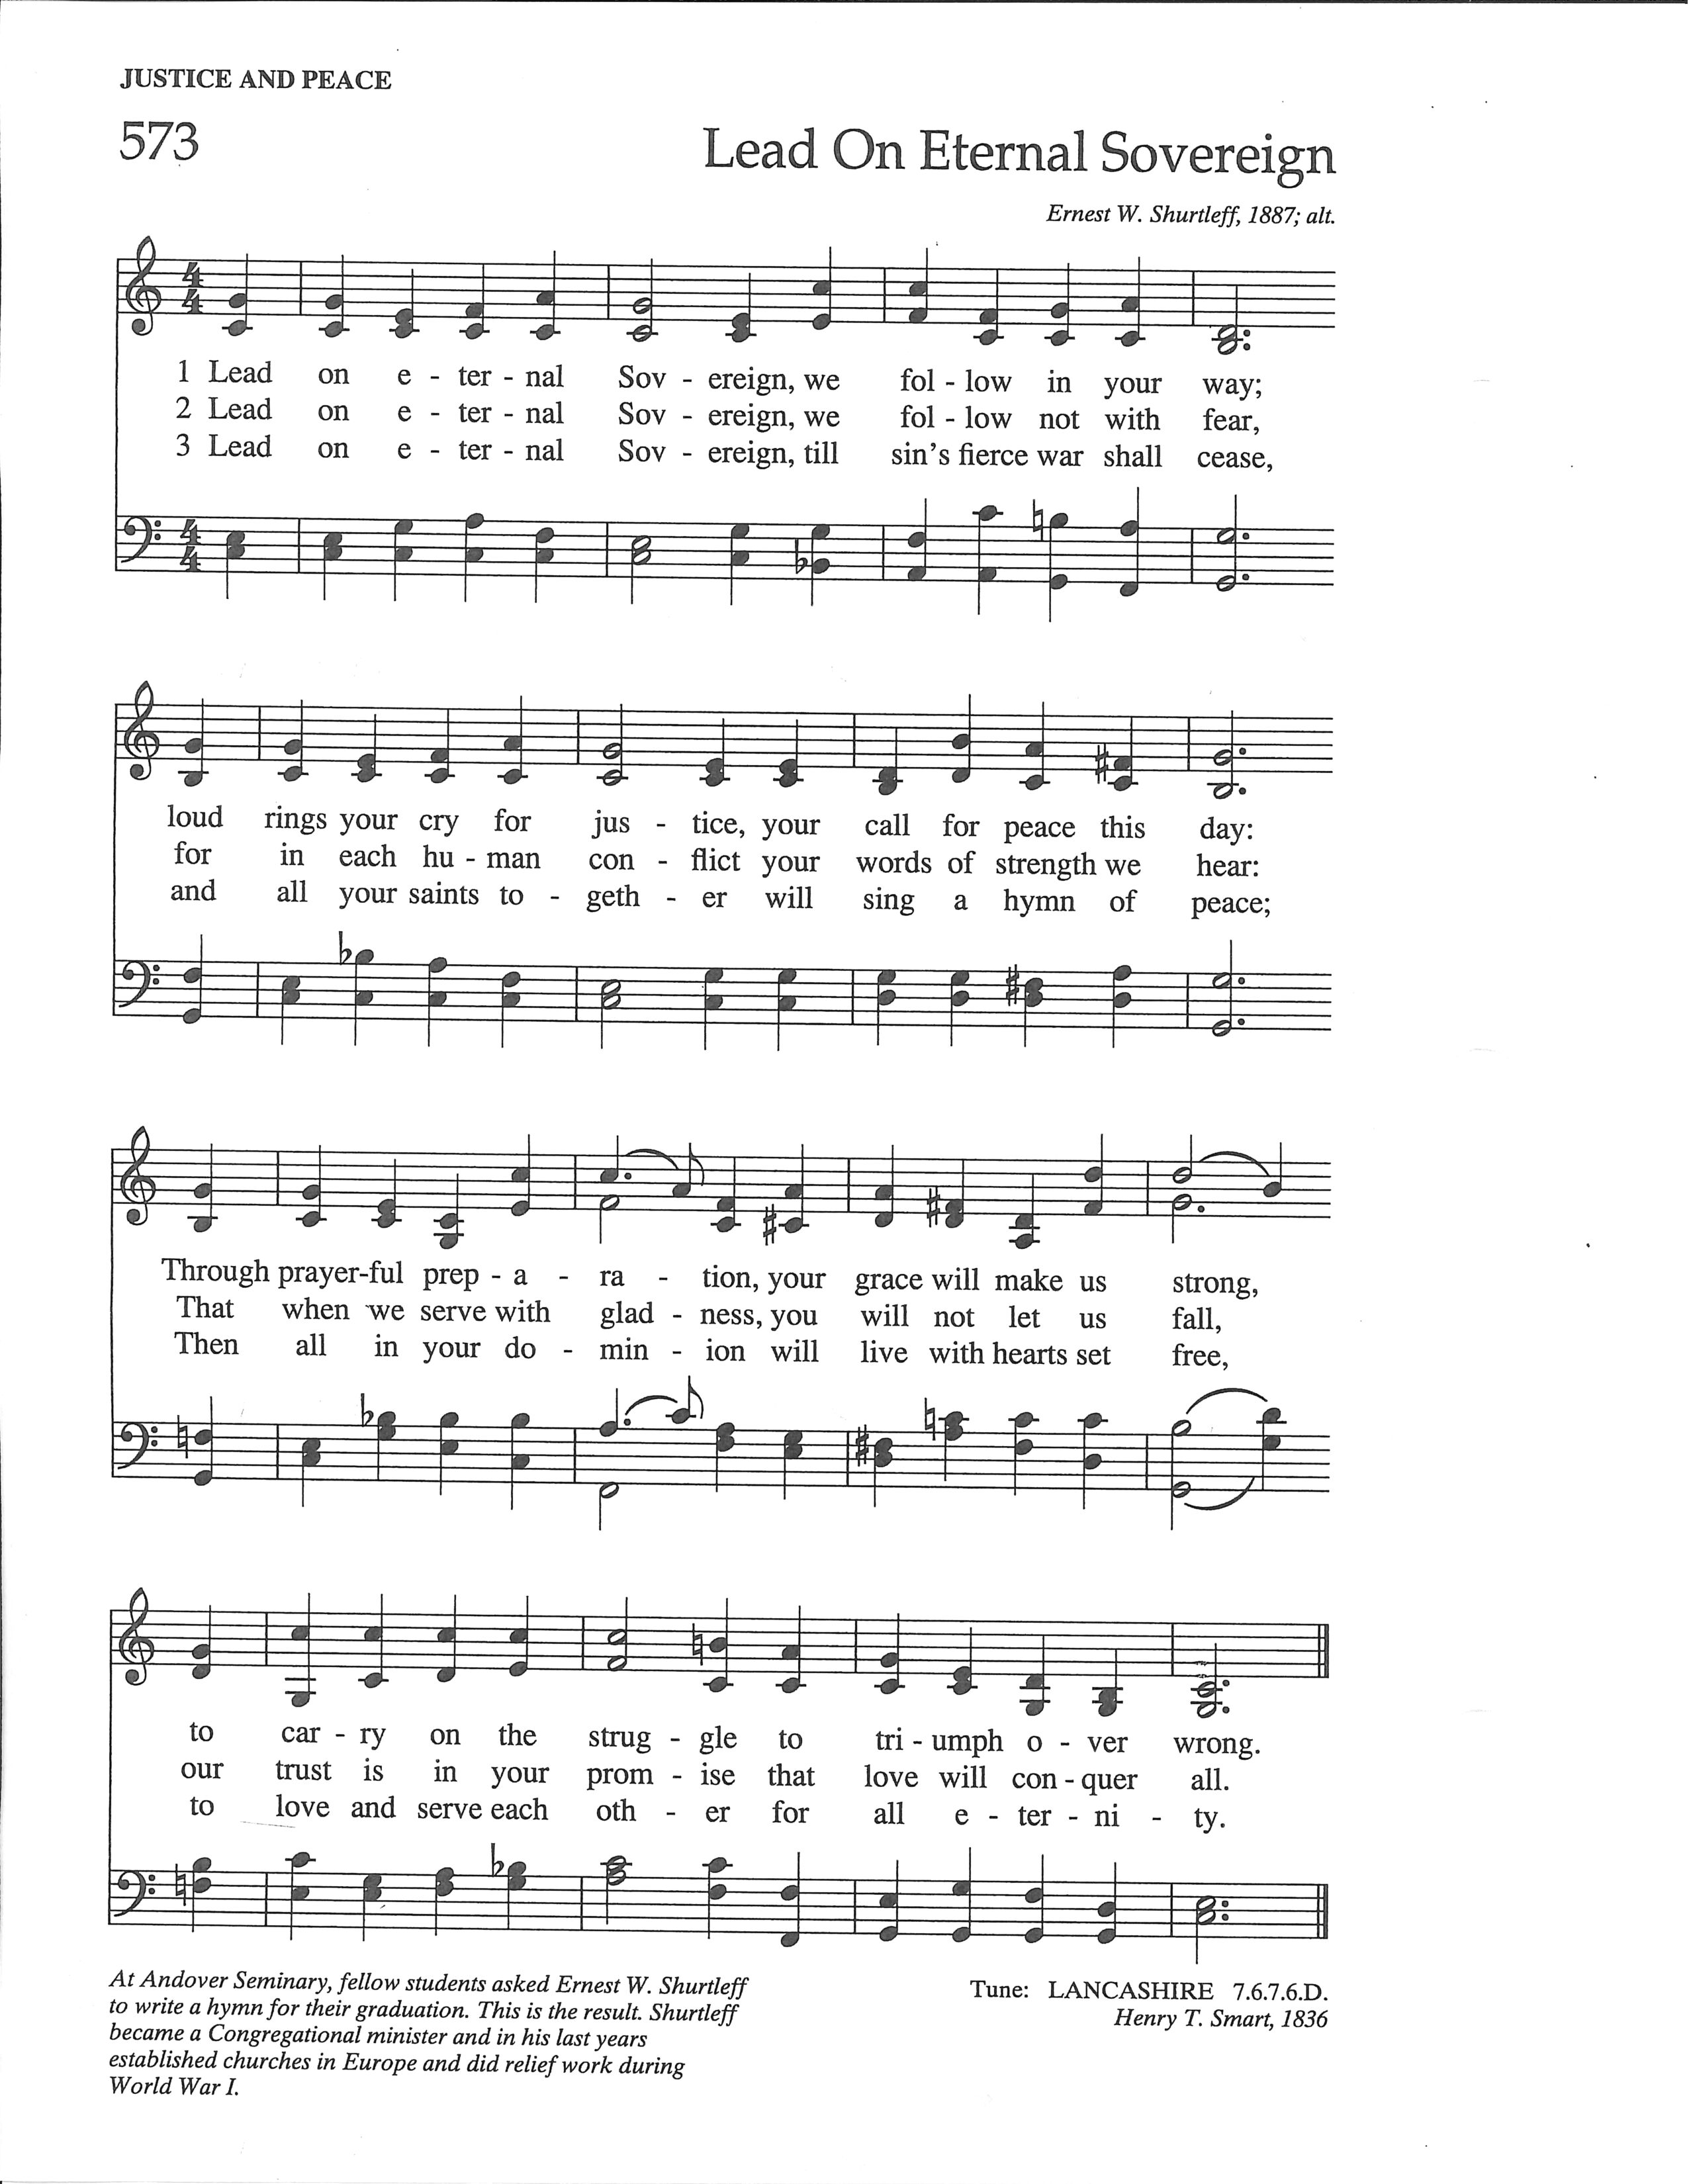 JUSTICE AND PEACE
573
Lead On Eternal Sovereign
Ernest W. Shurtleff, 1887; alt.
1 Lead on e - ter - nal Sov - ereign, we fol - low in your way;
2 Lead on e - ter - nal Sov - ereign, we fol - low not with fear,
3 Lead on e - ter - nal Sov - ereign, till sin's fierce war shall cease,
loud rings your cry for jus - tice, your call for peace this day:
for in each hu - man con - flict your words of strength we hear:
and all your saints to - geth - er will sing a hymn of peace;
Through prayer-ful prep - a - ra - tion, your grace will make us strong,
That when we serve with glad - ness, you will not let us fall,
Then all in your do - min - ion will live with hearts set free,
to car - ry on the strug - gle to tri - umph o - ver wrong.
our trust is in your prom - ise that love will con - quer all.
to love and serve each oth - er for all e - ter - ni - ty.
At Andover Seminary, fellow students asked Ernest W. Shurtleff
to write a hymn for their graduation. This is the result. Shurtleff
became a Congregational minister and in his last years
established churches in Europe and did relief work during
World War I.
Tune: LANCASHIRE 7.6.7.6.D.
Henry T. Smart, 1836